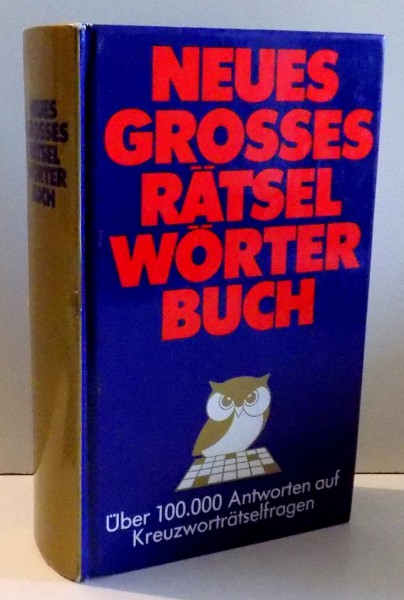 NEUES
GROSSES
RÄTSEL
WÖRTER
BUCH
NEUES
GROSSES
RÄTSEL
WÖRTER
BUCH
Über 100.000 Antworten auf
Kreuzworträtselfragen